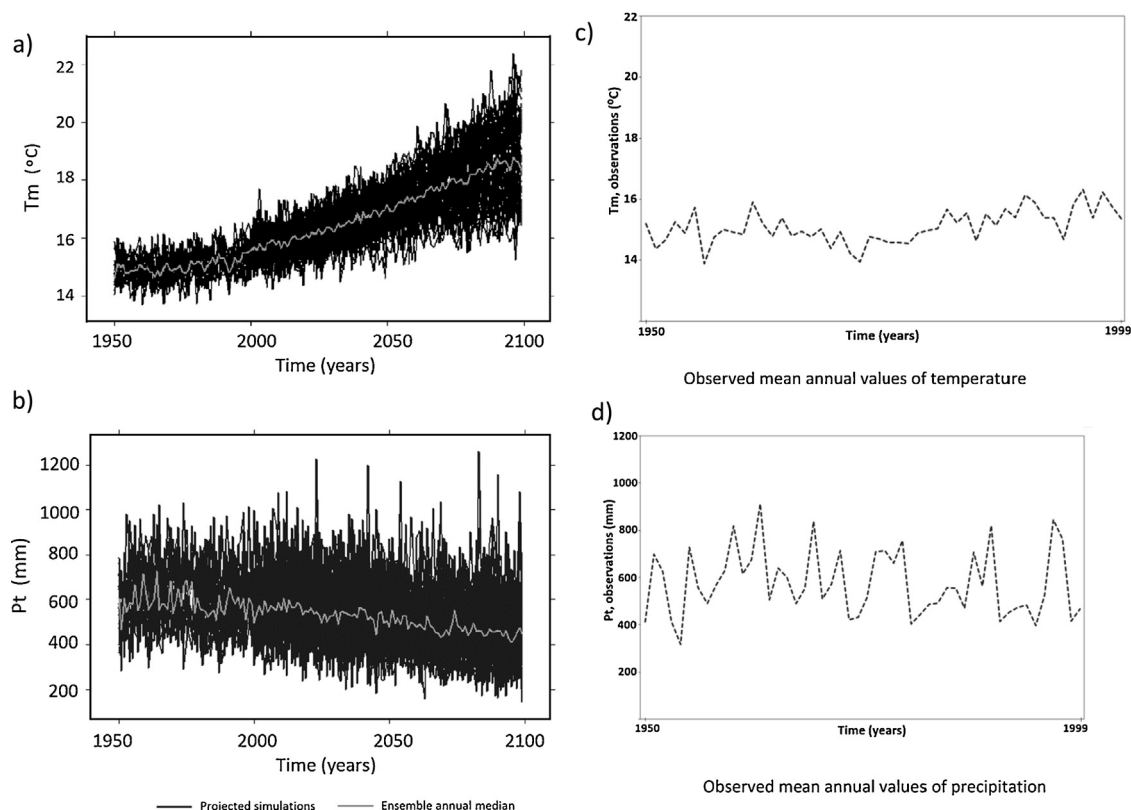 a)
Tm (°C)
22
20
18
16
14
1950 2000 2050 2100
Time (years)
b)
Pt (mm)
1200
1000
800
600
400
200
1950 2000 2050 2100
Time (years)
Projected simulations Ensemble annual median
c)
Tm, observations (°C)
22
20
18
16
14
1950 1999
Time (years)
Observed mean annual values of temperature
d)
Pt, observations (mm)
1200
1000
800
600
400
200
1950 1999
Time (years)
Observed mean annual values of precipitation